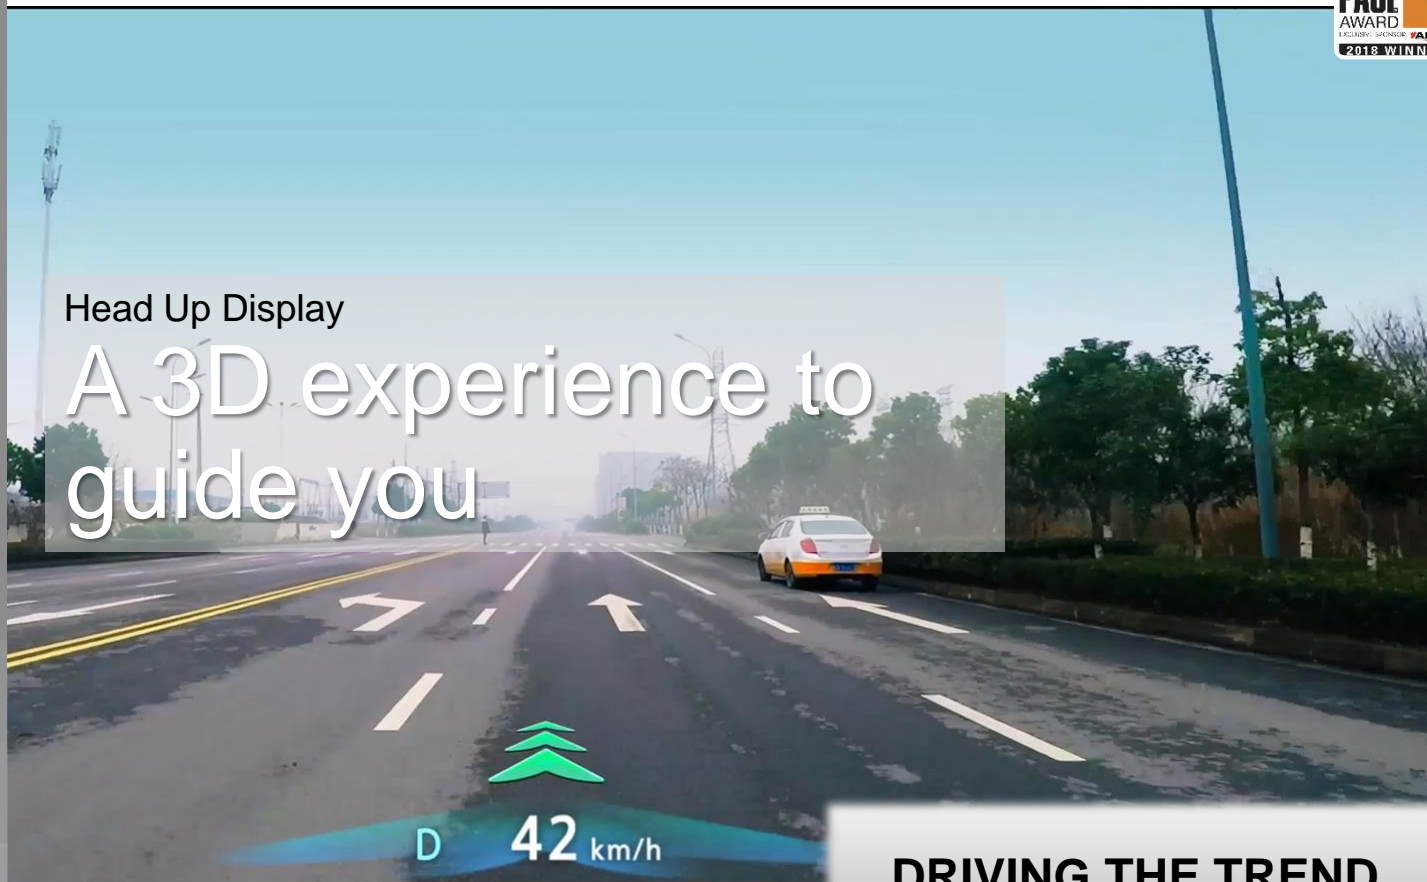 AWARD
2018 WINN
Head Up Display
A 3D experience to
guide you
D 42 km/h
DRIVING THE TREND